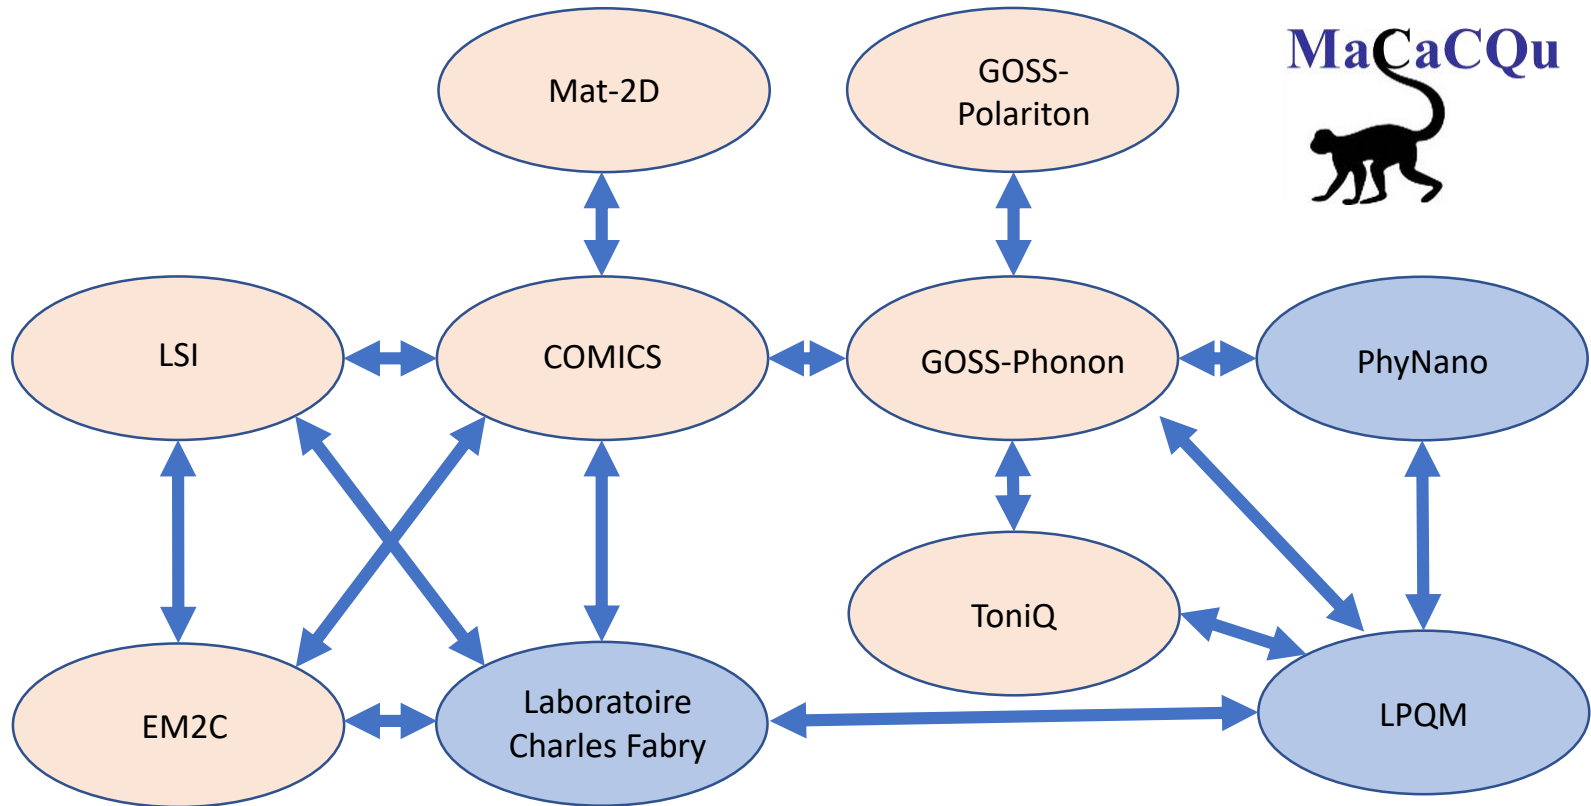 MaCaCQu
Mat-2D
GOSS-
Polariton
LSI
COMICS
GOSS-Phonon
PhyNano
ToniQ
EM2C
Laboratoire
Charles Fabry
LPQM